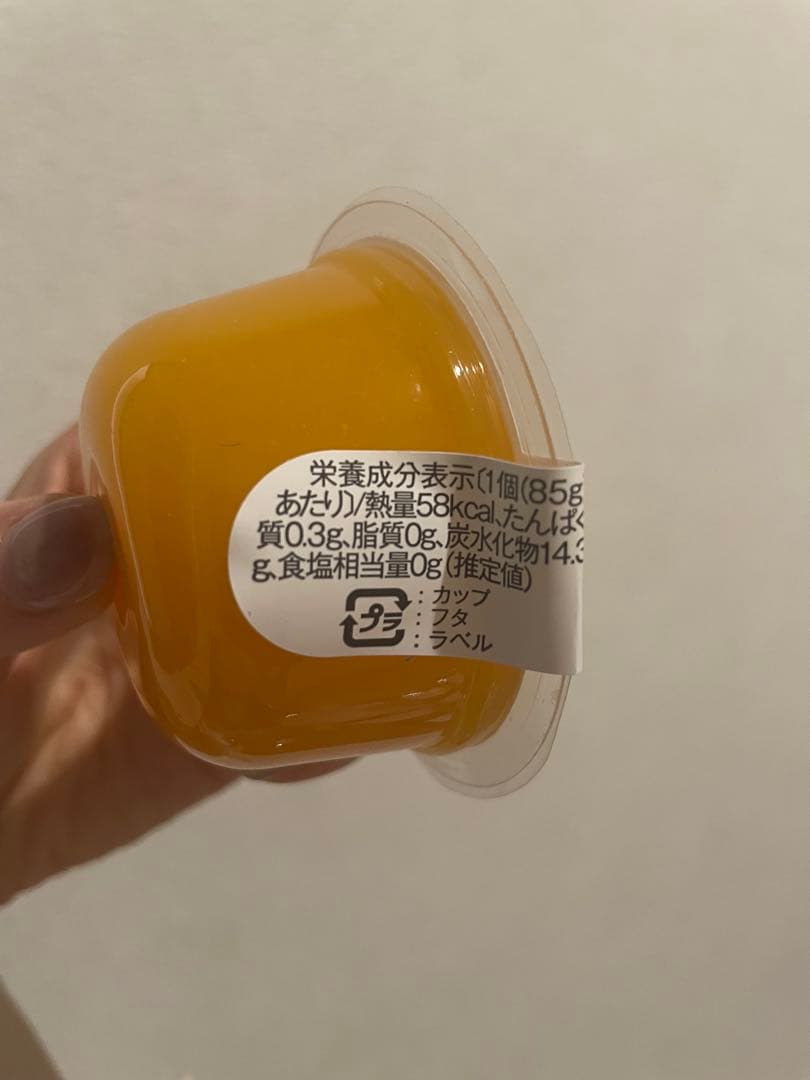 栄養成分表示〔1個(85g
あたり)〕/熱量58kcal、たんぱく
質0.3g、脂質0g、炭水化物14.3
g、食塩相当量0g(推定値)
プラ
：カップ
：フタ
：ラベル